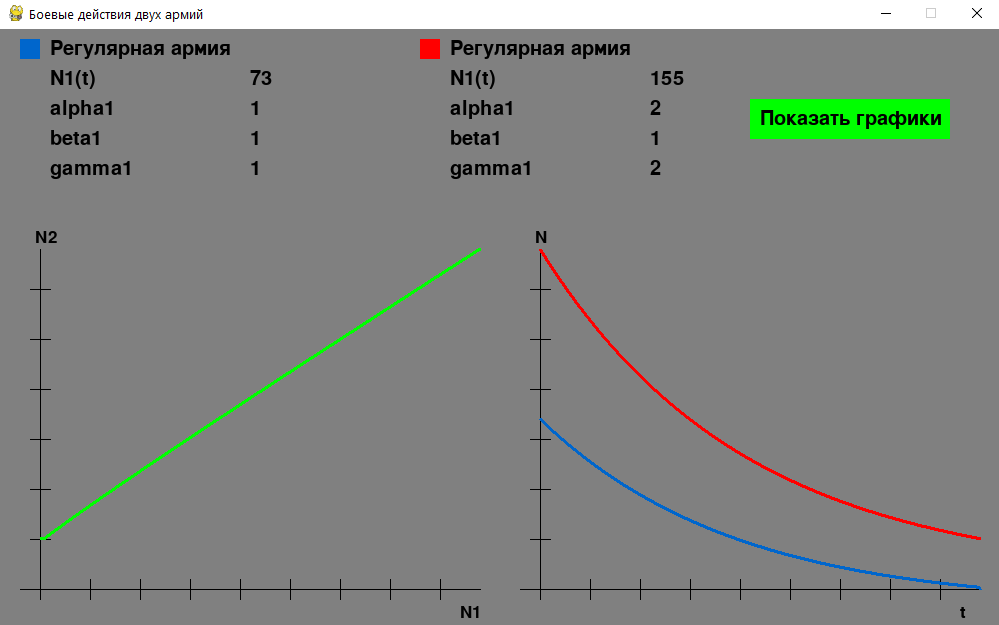 Боевые действия двух армий
Регулярная армия
N1(t) 73
alpha1 1
beta1 1
gamma1 1
Регулярная армия
N1(t) 155
alpha1 2
beta1 1
gamma1 2
Показать графики
N2
N1
N
t